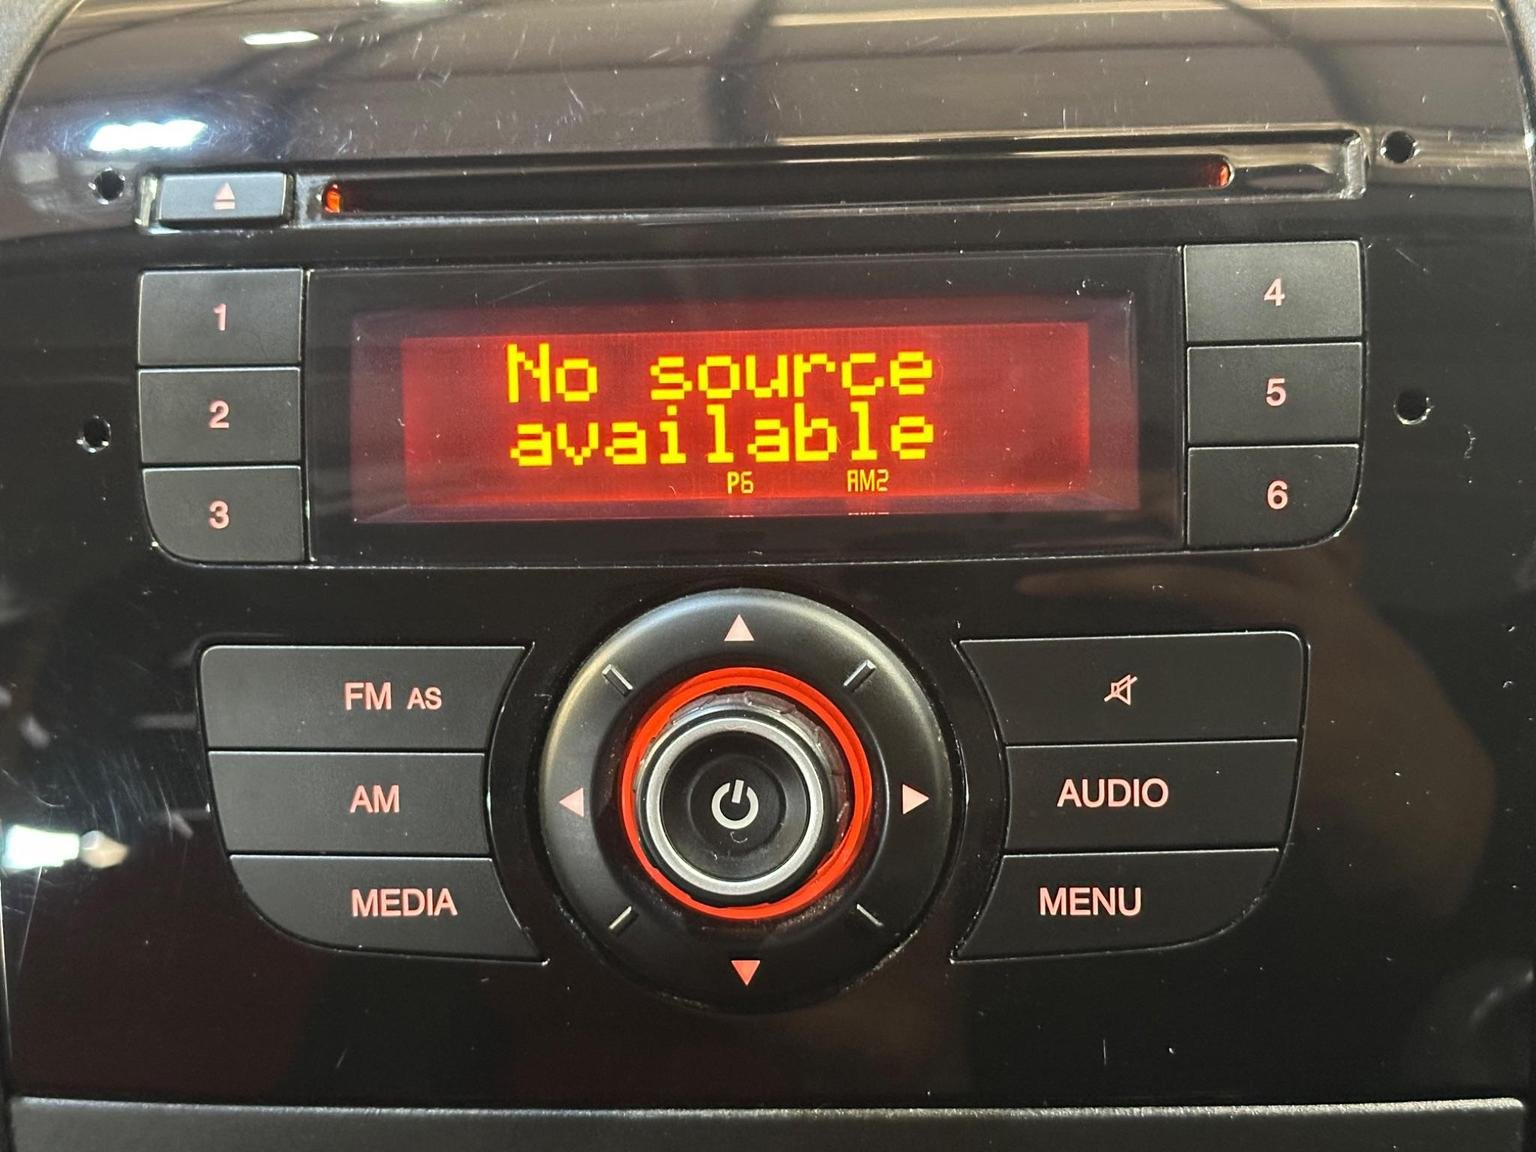 1
2
3
No source
available
P6 AM2
4
5
6
FM AS
AM
MEDIA
AUDIO
MENU